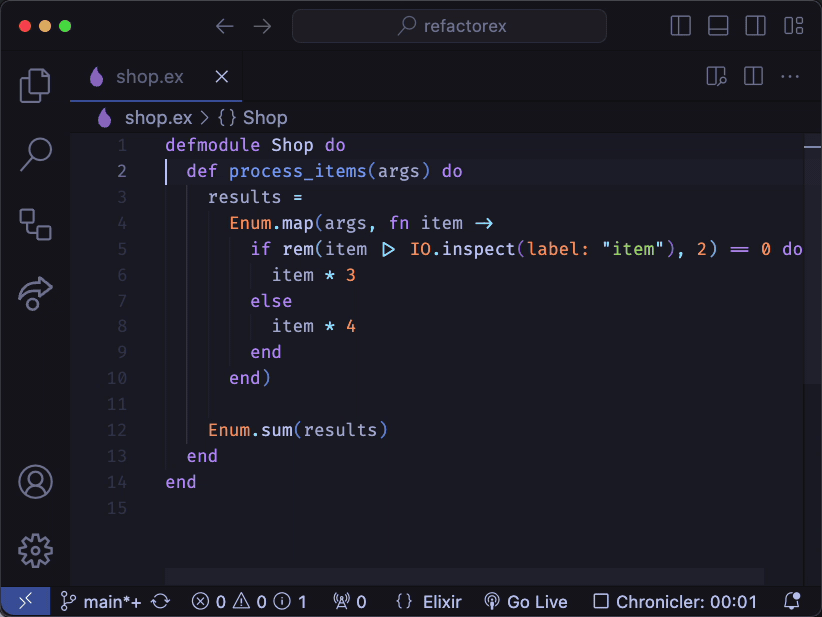 refactorex
shop.ex
shop.ex > {} Shop
1 defmodule Shop do
2 def process_items(args) do
3 results =
4 Enum.map(args, fn item ->
5 if rem(item |> IO.inspect(label: "item"), 2) == 0 do
6 item * 3
7 else
8 item * 4
9 end
10 end)
11
12 Enum.sum(results)
13 end
14 end
15
main*+ 0 0 1 0 {} Elixir Go Live Chronicler: 00:01